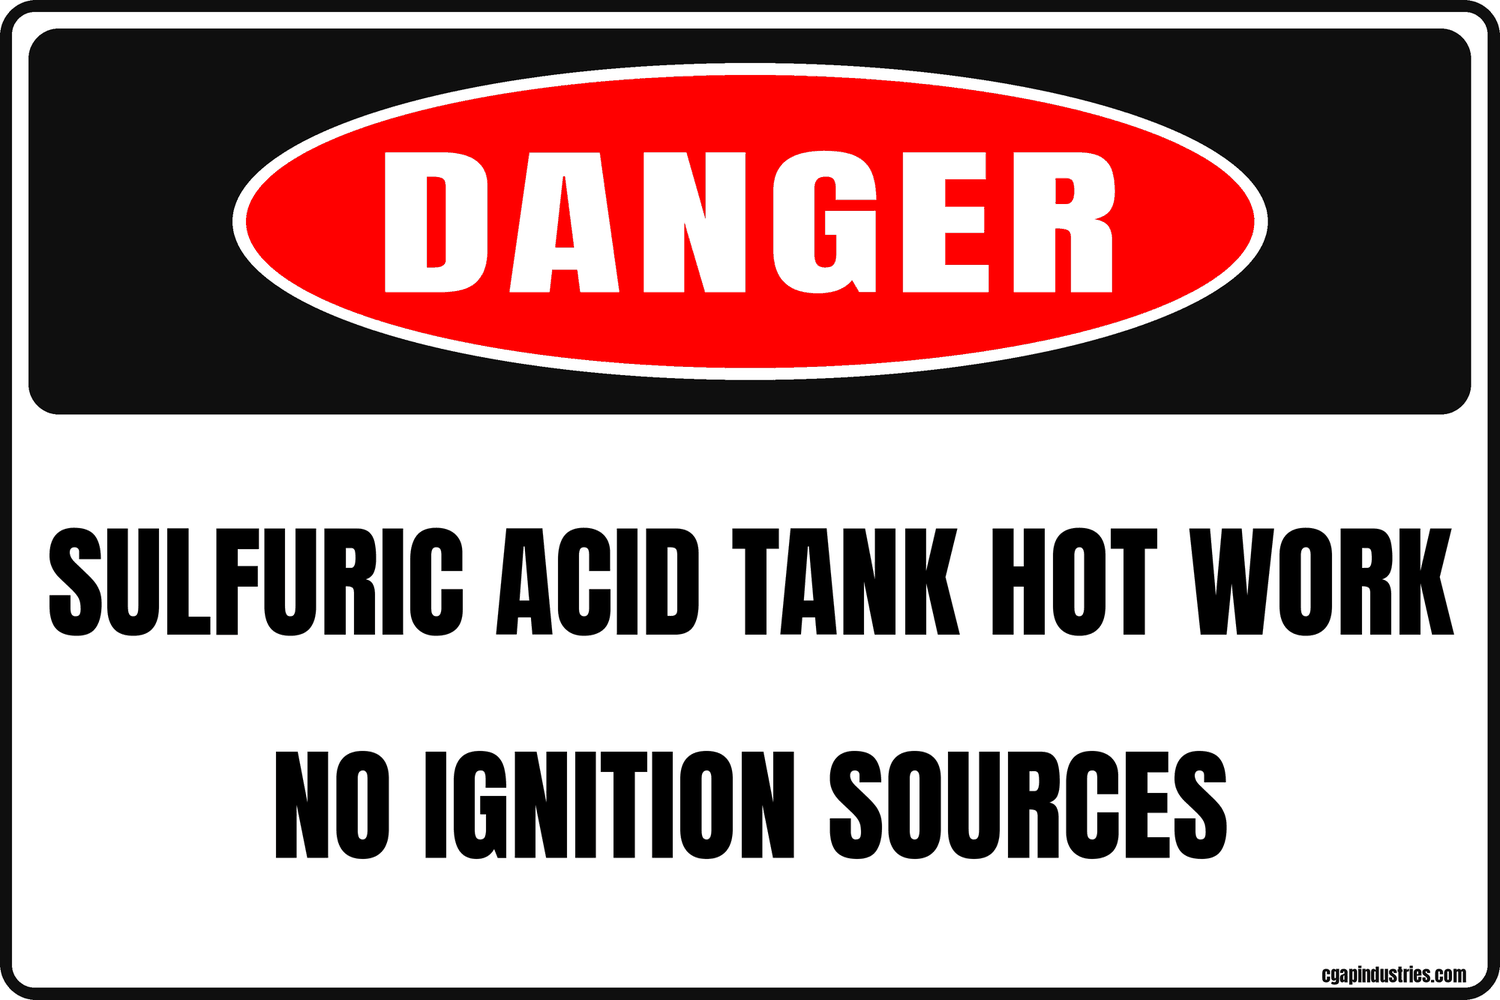 DANGER
SULFURIC ACID TANK HOT WORK
NO IGNITION SOURCES
cgapindustries.com